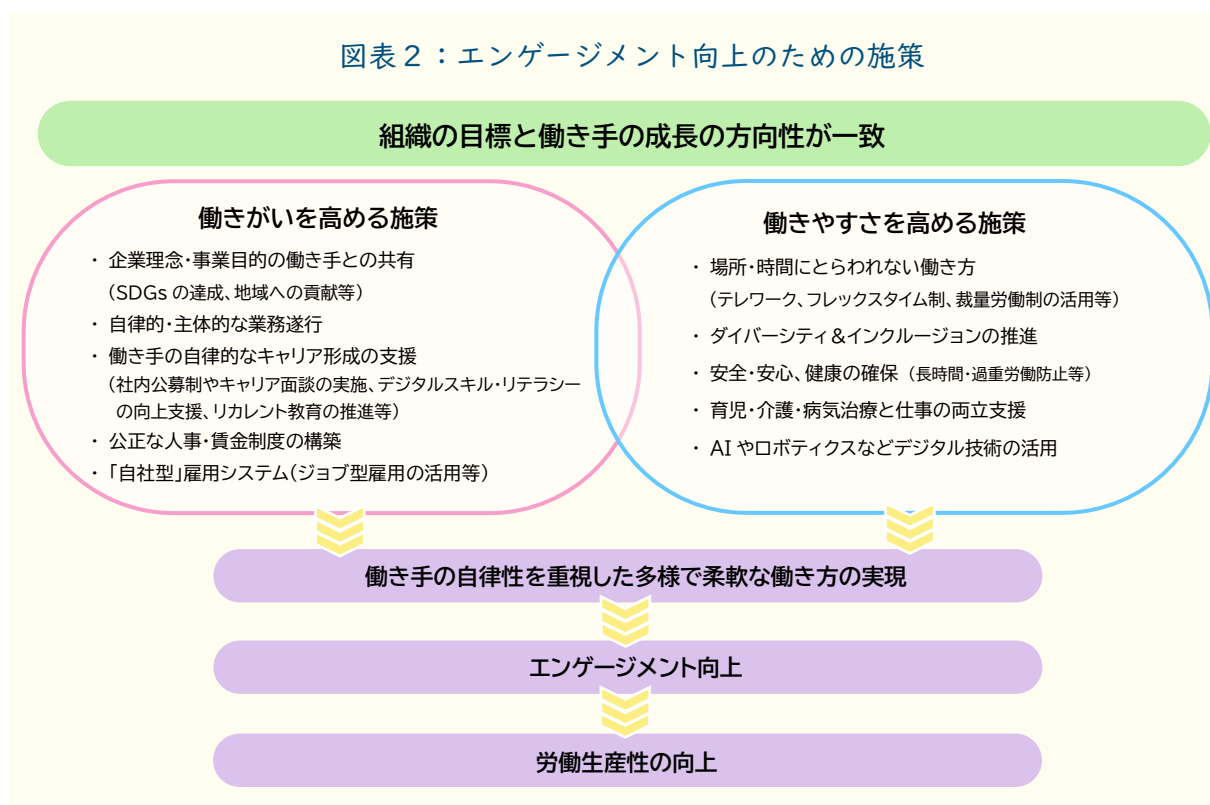 図表2：エンゲージメント向上のための施策
組織の目標と働き手の成長の方向性が一致
働きがいを高める施策
・ 企業理念・事業目的の働き手との共有
（SDGs の達成、地域への貢献等）
・ 自律的・主体的な業務遂行
・ 働き手の自律的なキャリア形成の支援
（社内公募制やキャリア面談の実施、デジタルスキル・リテラシー
の向上支援、リカレント教育の推進等）
・ 公正な人事・賃金制度の構築
・ 「自社型」雇用システム（ジョブ型雇用の活用等）
働きやすさを高める施策
・ 場所・時間にとらわれない働き方
（テレワーク、フレックスタイム制、裁量労働制の活用等）
・ ダイバーシティ＆インクルージョンの推進
・ 安全・安心、健康の確保（長時間・過重労働防止等）
・ 育児・介護・病気治療と仕事の両立支援
・ AI やロボティクスなどデジタル技術の活用
働き手の自律性を重視した多様で柔軟な働き方の実現
エンゲージメント向上
労働生産性の向上